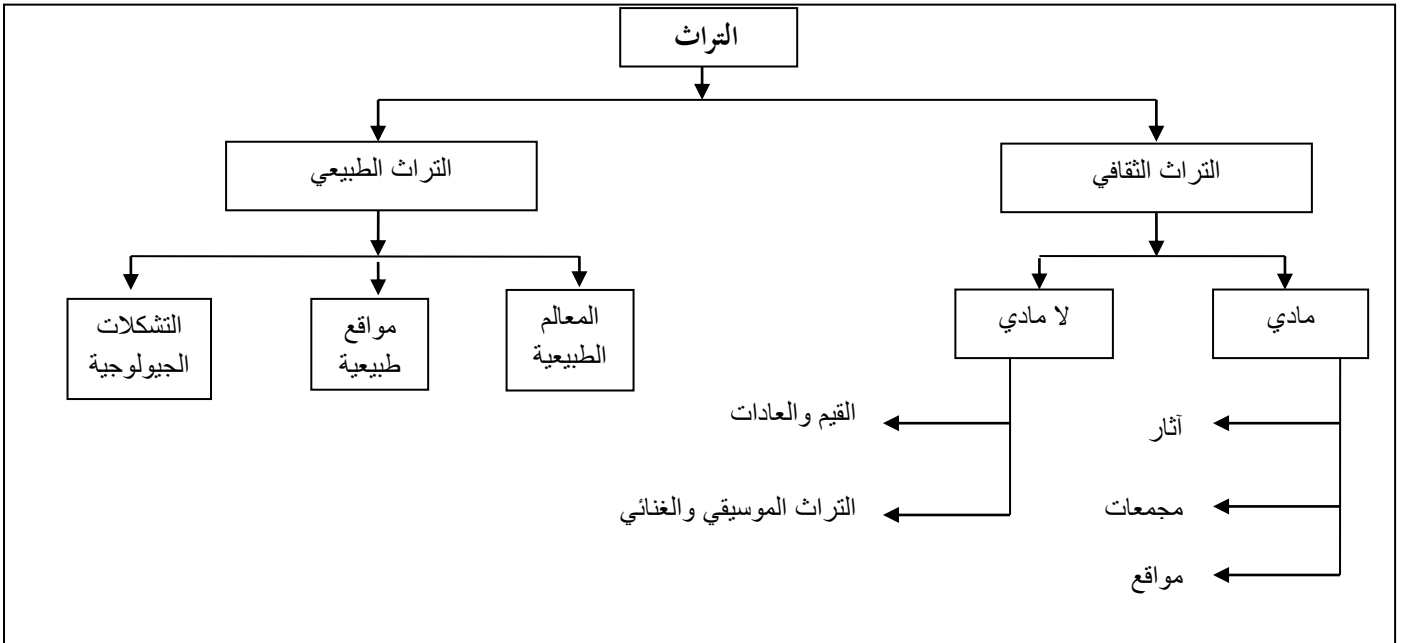 التراث
التراث الثقافي
التراث الطبيعي
مادي
لا مادي
المعالم
الطبيعية
مواقع
طبيعية
التشكلات
الجيولوجية
آثار
مجمعات
مواقع
القيم والعادات
التراث الموسيقي والغنائي